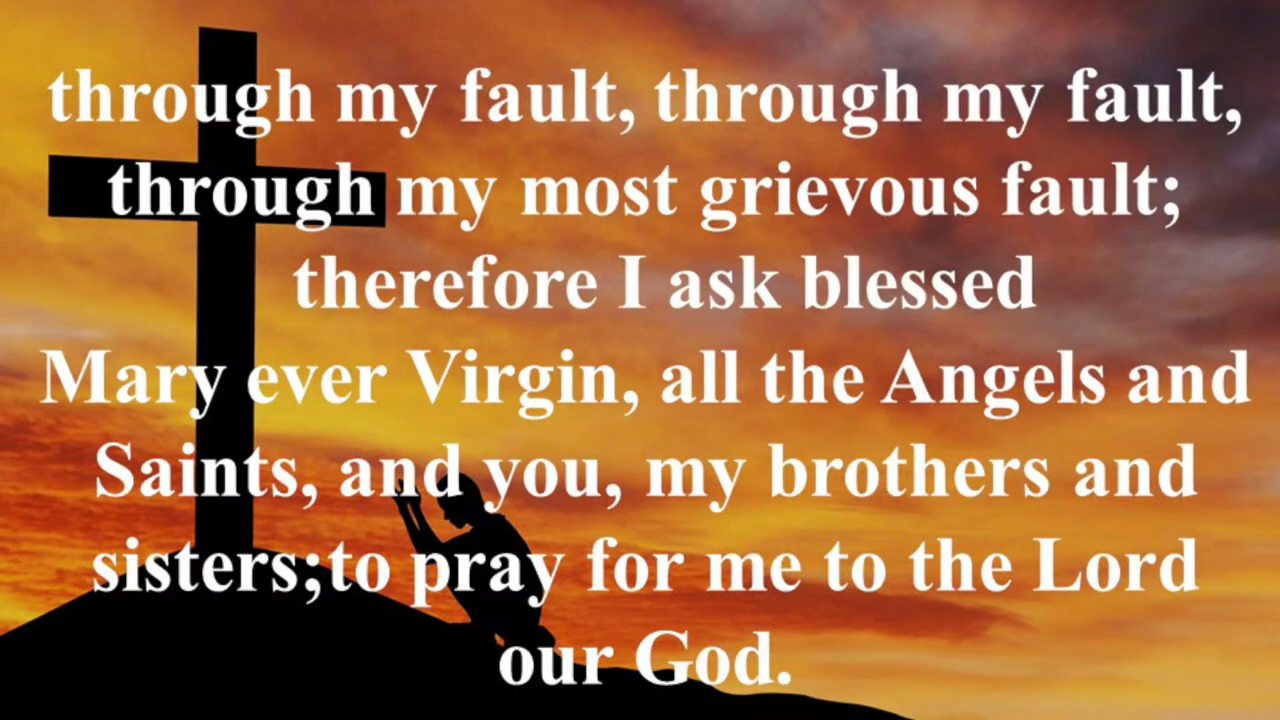 through my fault, through my fault,
through my most grievous fault;
therefore I ask blessed
Mary ever Virgin, all the Angels and
Saints, and you, my brothers and
sisters;to pray for me to the Lord
our God.